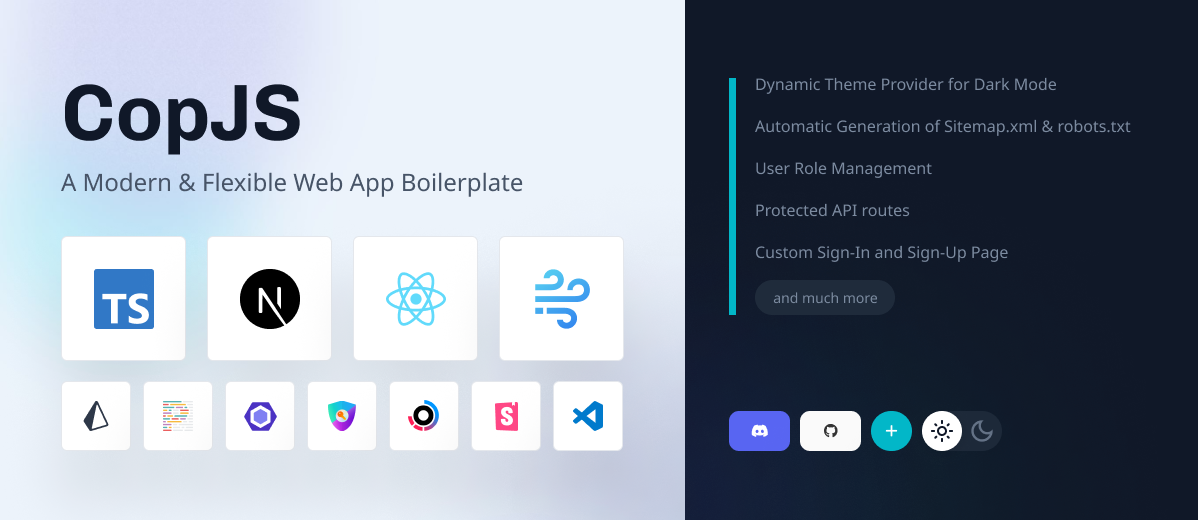 CopJS
A Modern & Flexible Web App Boilerplate
TS
N
S
Dynamic Theme Provider for Dark Mode
Automatic Generation of Sitemap.xml & robots.txt
User Role Management
Protected API routes
Custom Sign-In and Sign-Up Page
and much more
+